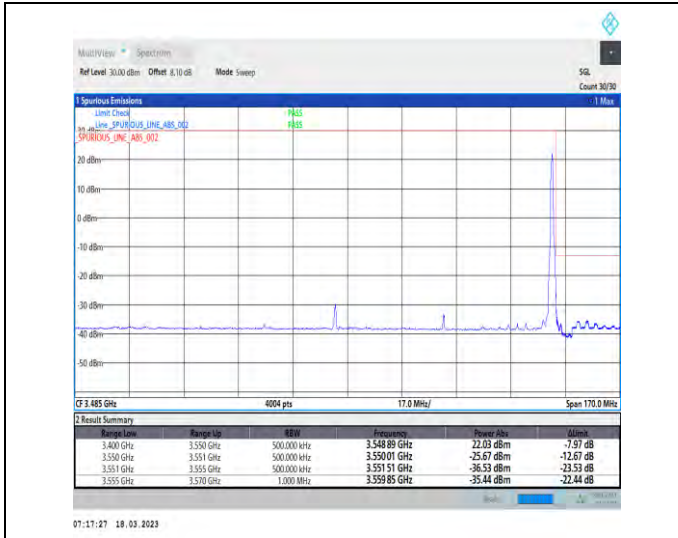 MultiView Spectrum
Ref Level 30.00 dBm Offset 8.10 dB Mode Sweep SGL
Count 30/30
1 Spurious Emissions 1 Max
Limit Check PASS
Line _SPURIOUS_LINE_ABS_002 PASS
_SPURIOUS_LINE_ABS_002
20 dBm
10 dBm
0 dBm
-10 dBm
-20 dBm
-30 dBm
-40 dBm
-50 dBm
CF 3.485 GHz 4004 pts 17.0 MHz/ Span 170.0 MHz
2 Result Summary
Range Low Range Up RBW Frequency Power Abs ΔLimit
3.400 GHz 3.550 GHz 500.000 kHz 3.548 89 GHz 22.03 dBm -7.97 dB
3.550 GHz 3.551 GHz 500.000 kHz 3.550 01 GHz -25.67 dBm -12.67 dB
3.551 GHz 3.555 GHz 500.000 kHz 3.551 51 GHz -36.53 dBm -23.53 dB
3.555 GHz 3.570 GHz 1.000 MHz 3.559 85 GHz -35.44 dBm -22.44 dB
07:17:27 18.03.2023